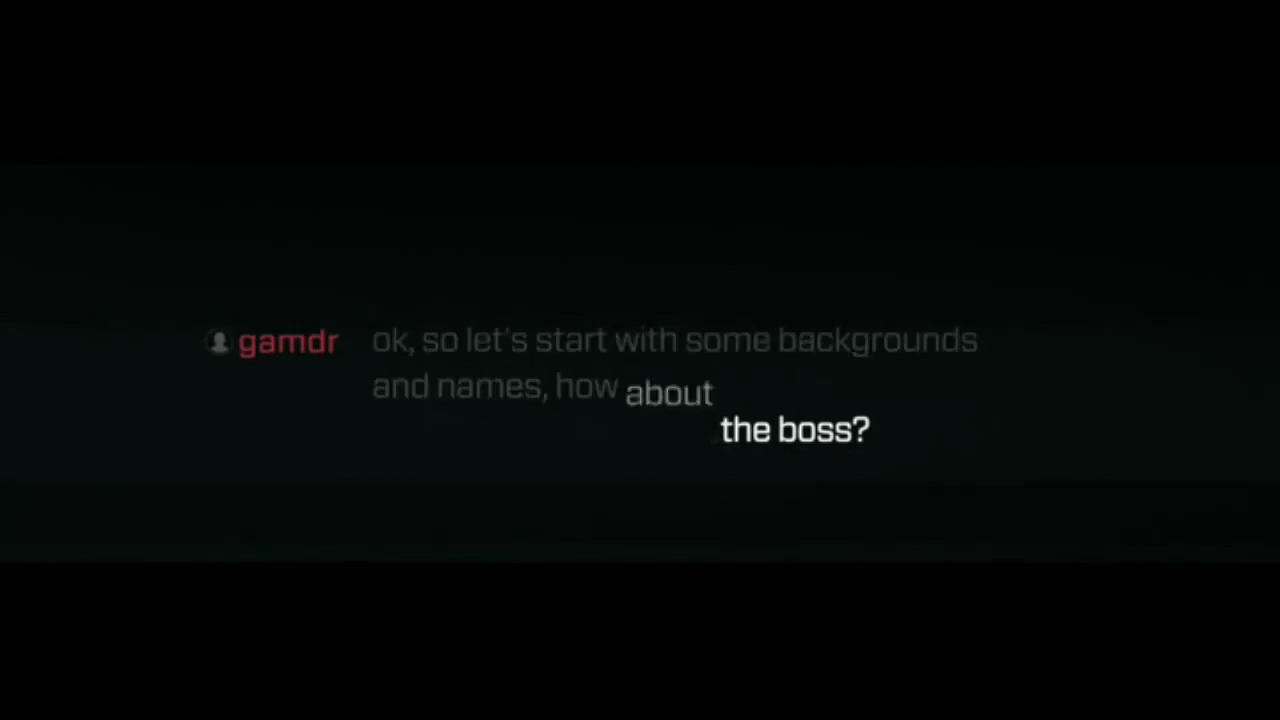 gamdr ok, so let's start with some backgrounds
and names, how about
the boss?